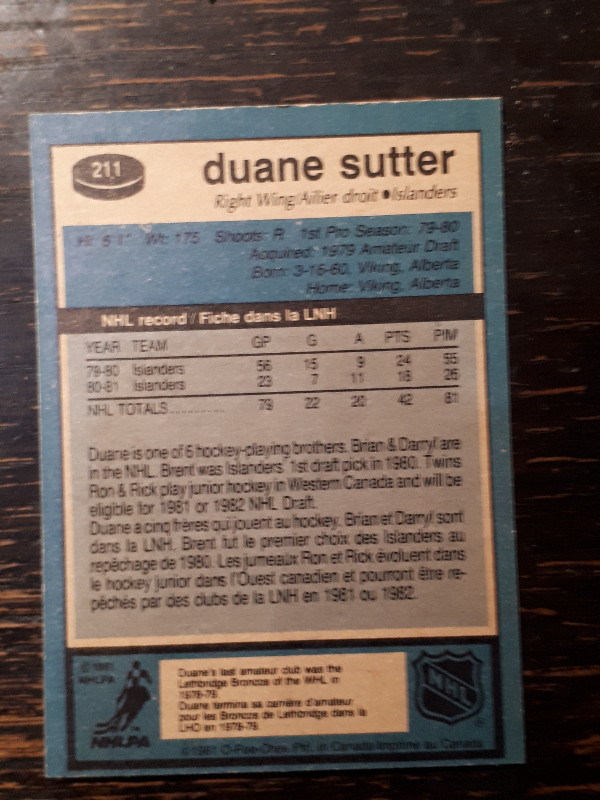 211
duane sutter
Right Wing/Ailier droit • Islanders
Ht: 6'1" Wt: 175 Shoots: R 1st Pro Season: 79-80
Acquired: 1979 Amateur Draft
Born: 3-16-60, Viking, Alberta
Home: Viking, Alberta
NHL record / Fiche dans la LNH
YEAR TEAM GP G A PTS PIM
79-80 Islanders 56 15 9 24 55
80-81 Islanders 23 7 11 18 26
NHL TOTALS.......... 79 22 20 42 81
Duane is one of 6 hockey-playing brothers. Brian & Darryl are
in the NHL. Brent was Islanders' 1st draft pick in 1980. Twins
Ron & Rick play junior hockey in Western Canada and will be
eligible for 1981 or 1982 NHL Draft.
Duane a cinq frères qui jouent au hockey. Brian et Darryl sont
dans la LNH. Brent fut le premier choix des Islanders au
repêchage de 1980. Les jumeaux Ron et Rick évoluent dans
le hockey junior dans l'Ouest canadien et pourront être re-
pêchés par des clubs de la LNH en 1981 ou 1982.
© 1981
NHLPA
NHLPA
Duane's last amateur club was the
Lethbridge Broncos of the WHL in
1978-79.
Duane termina sa carrière d'amateur
pour les Broncos de Lethbridge dans la
LHO en 1978-79.
NHL
©1981 O-Pee-Chee Ptd. in Canada/Imprimé au Canada